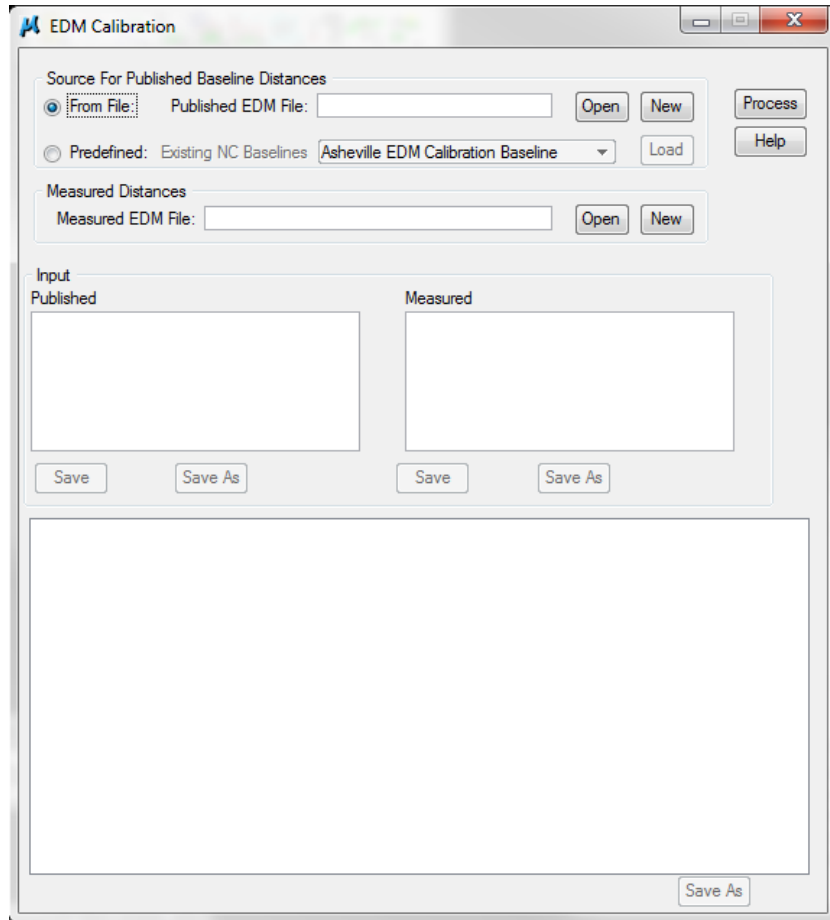 EDM Calibration
Source For Published Baseline Distances
From File: Published EDM File: Open New Process
Predefined: Existing NC Baselines Asheville EDM Calibration Baseline Load Help
Measured Distances
Measured EDM File: Open New
Input
Published Measured
Save Save As Save Save As
Save As